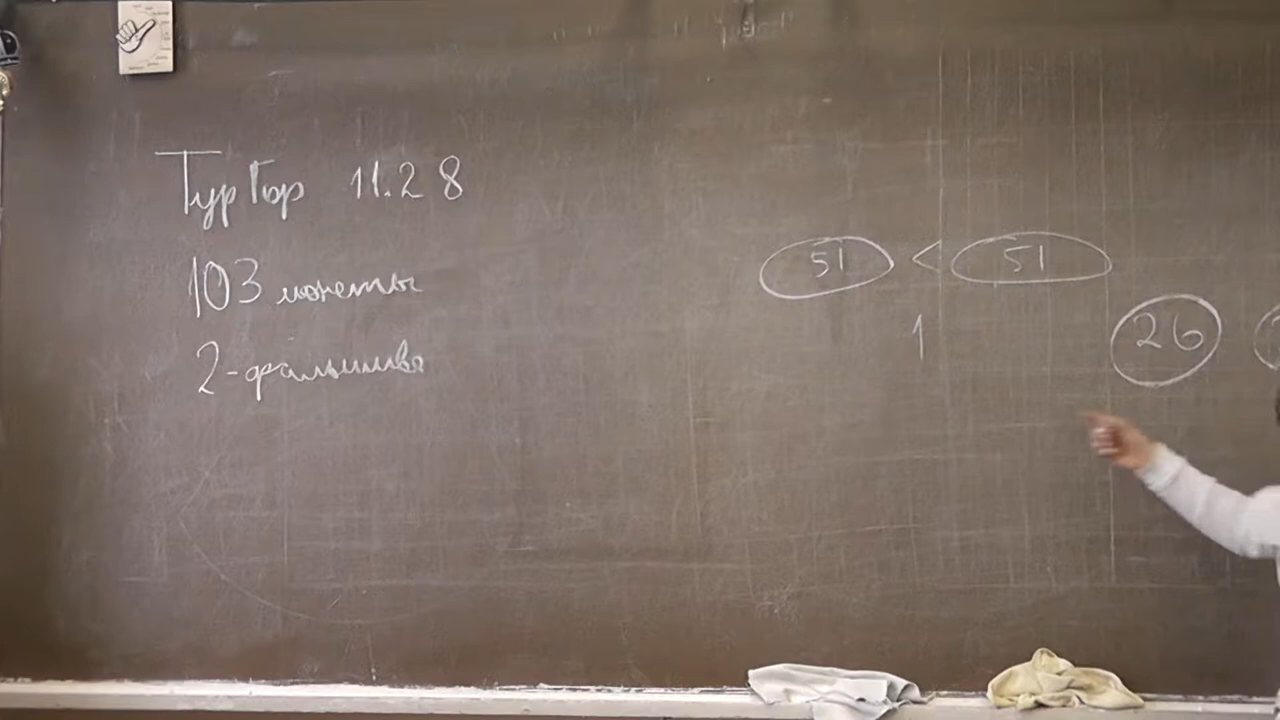 ТурГор 11.2 8
103 монеты
2-фальшивые
51 < 51
1
26